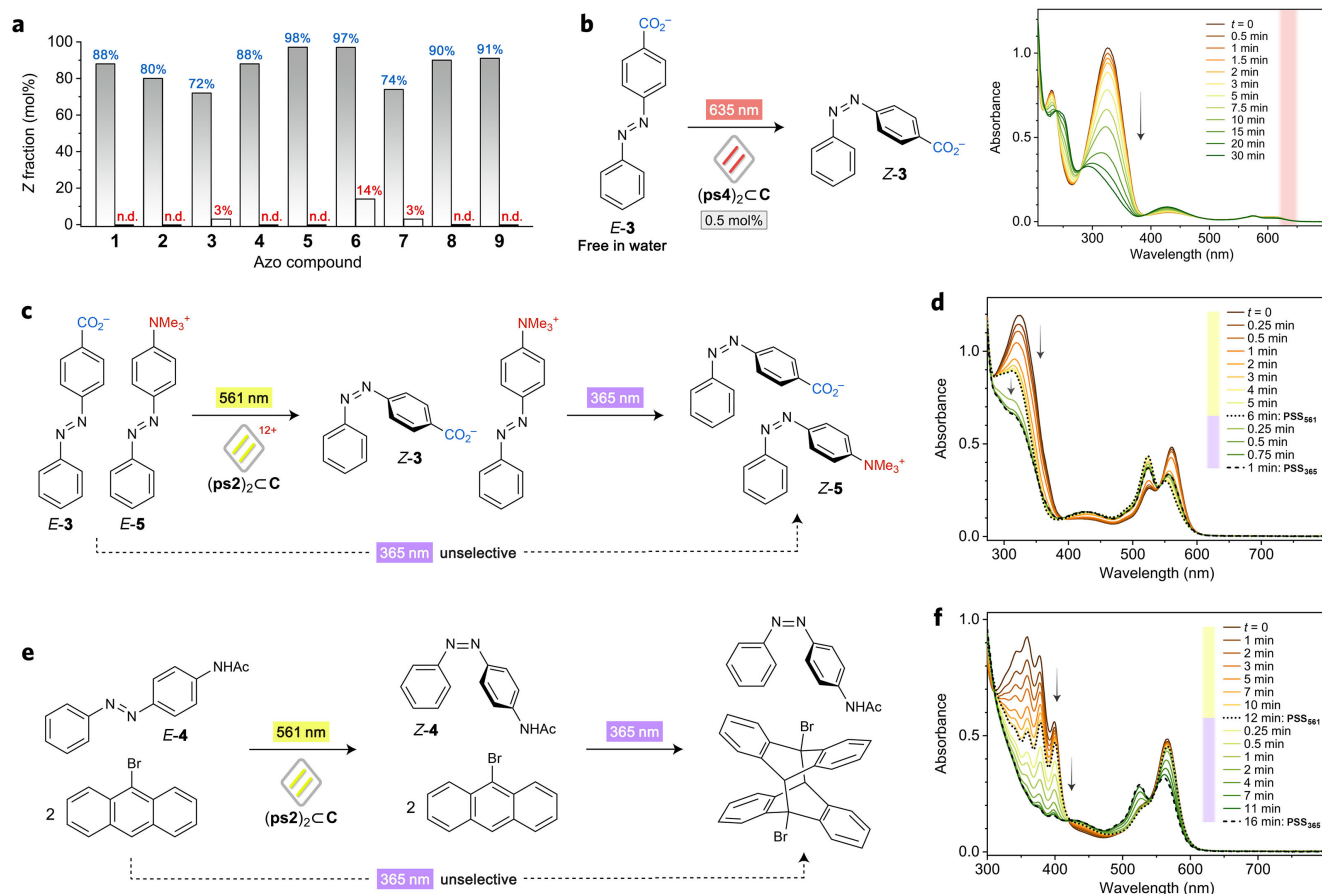 a
Z fraction (mol%)
100
80
60
40
20
0
88%
80%
72%
88%
98%
97%
74%
90%
91%
n.d.
n.d.
3%
n.d.
n.d.
14%
3%
n.d.
n.d.
1 2 3 4 5 6 7 8 9
Azo compound
b
CO₂⁻
N
N
E-3
Free in water
635 nm
(ps4)₂⊂C
0.5 mol%
N=N
CO₂⁻
Z-3
Absorbance
1.0
0.5
0.0
300 400 500 600
Wavelength (nm)
t = 0
0.5 min
1 min
1.5 min
2 min
3 min
5 min
7.5 min
10 min
15 min
20 min
30 min
c
CO₂⁻
N
N
E-3
NMe₃⁺
N
N
E-5
561 nm
12+
(ps2)₂⊂C
N=N
CO₂⁻
Z-3
NMe₃⁺
N
N
365 nm
N=N
CO₂⁻
Z-3
N=N
NMe₃⁺
Z-5
365 nm unselective
d
Absorbance
1.0
0.5
0.0
300 400 500 600 700
Wavelength (nm)
t = 0
0.25 min
0.5 min
1 min
2 min
3 min
4 min
5 min
6 min: PSS₅₆₁
0.25 min
0.5 min
0.75 min
1 min: PSS₃₆₅
e
NHAc
N
N
E-4
Br
2
561 nm
(ps2)₂⊂C
N=N
Z-4
NHAc
Br
2
365 nm
N=N
NHAc
Br
Br
365 nm unselective
f
Absorbance
1.0
0.5
0.0
300 400 500 600 700
Wavelength (nm)
t = 0
1 min
2 min
3 min
5 min
7 min
10 min
12 min: PSS₅₆₁
0.25 min
0.5 min
1 min
2 min
4 min
7 min
11 min
16 min: PSS₃₆₅